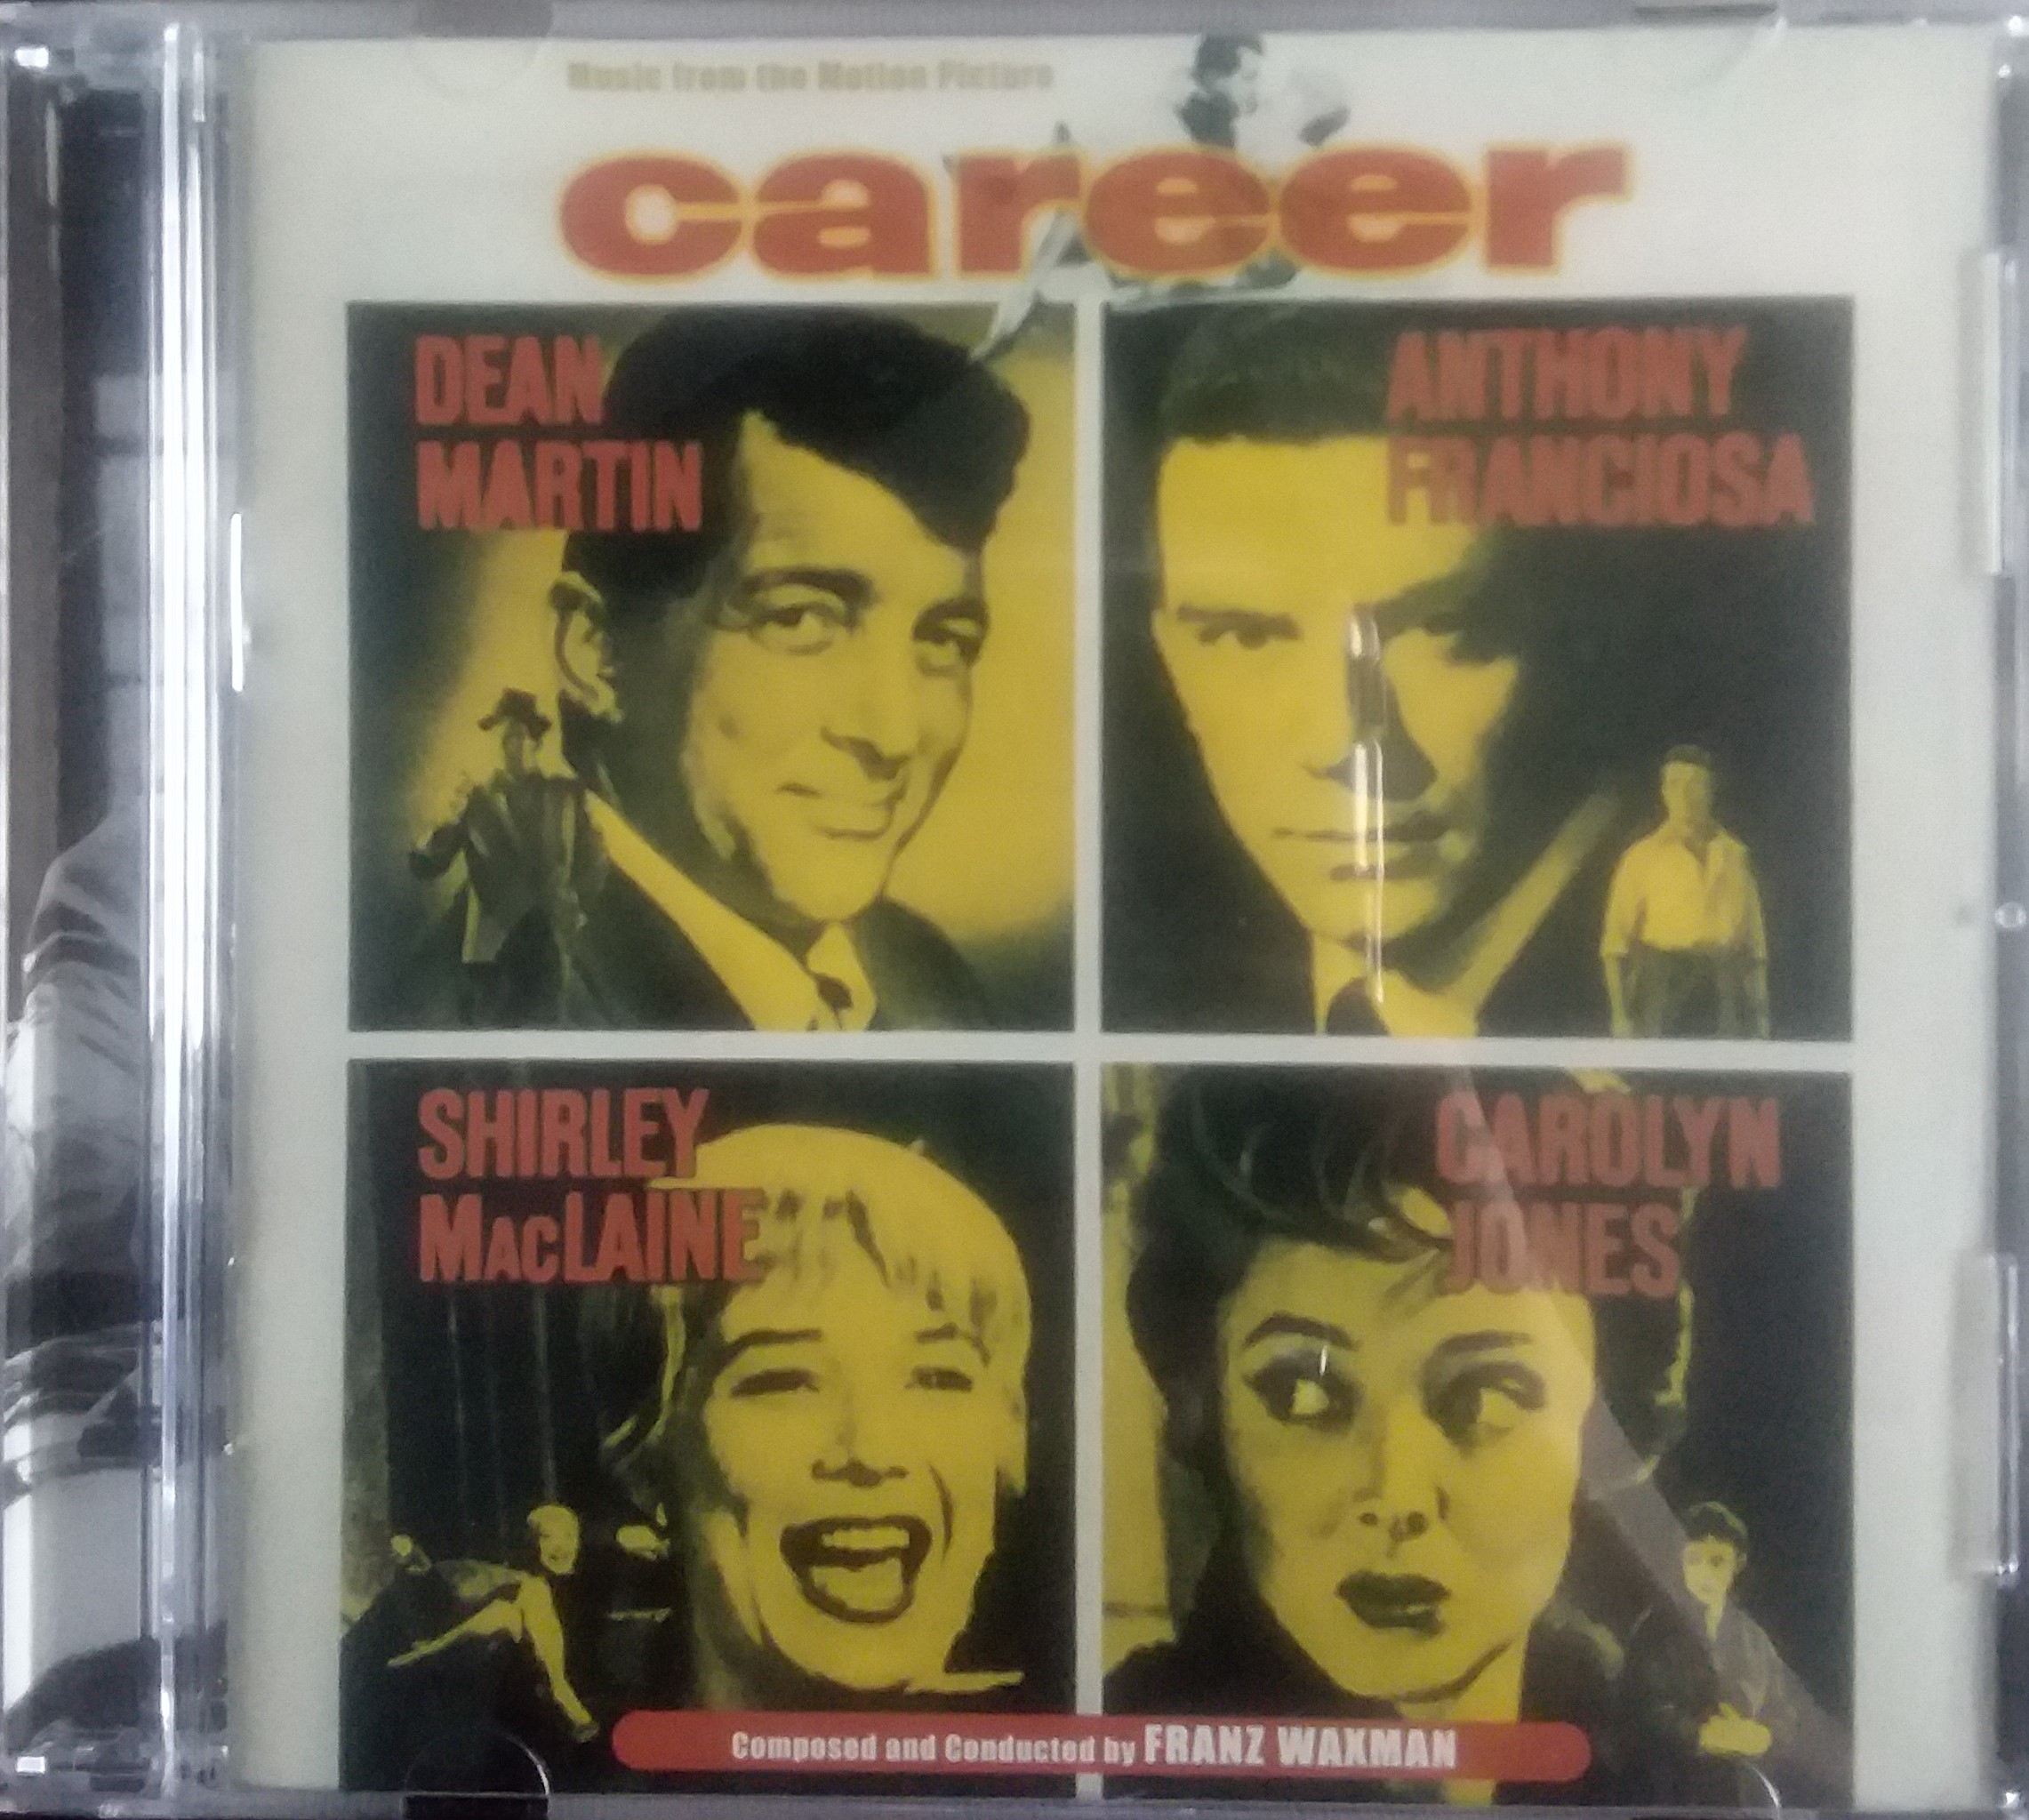 Music from the Motion Picture
career
DEAN
MARTIN
ANTHONY
FRANCIOSA
SHIRLEY
MACLAINE
CAROLYN
JONES
Composed and Conducted by FRANZ WAXMAN